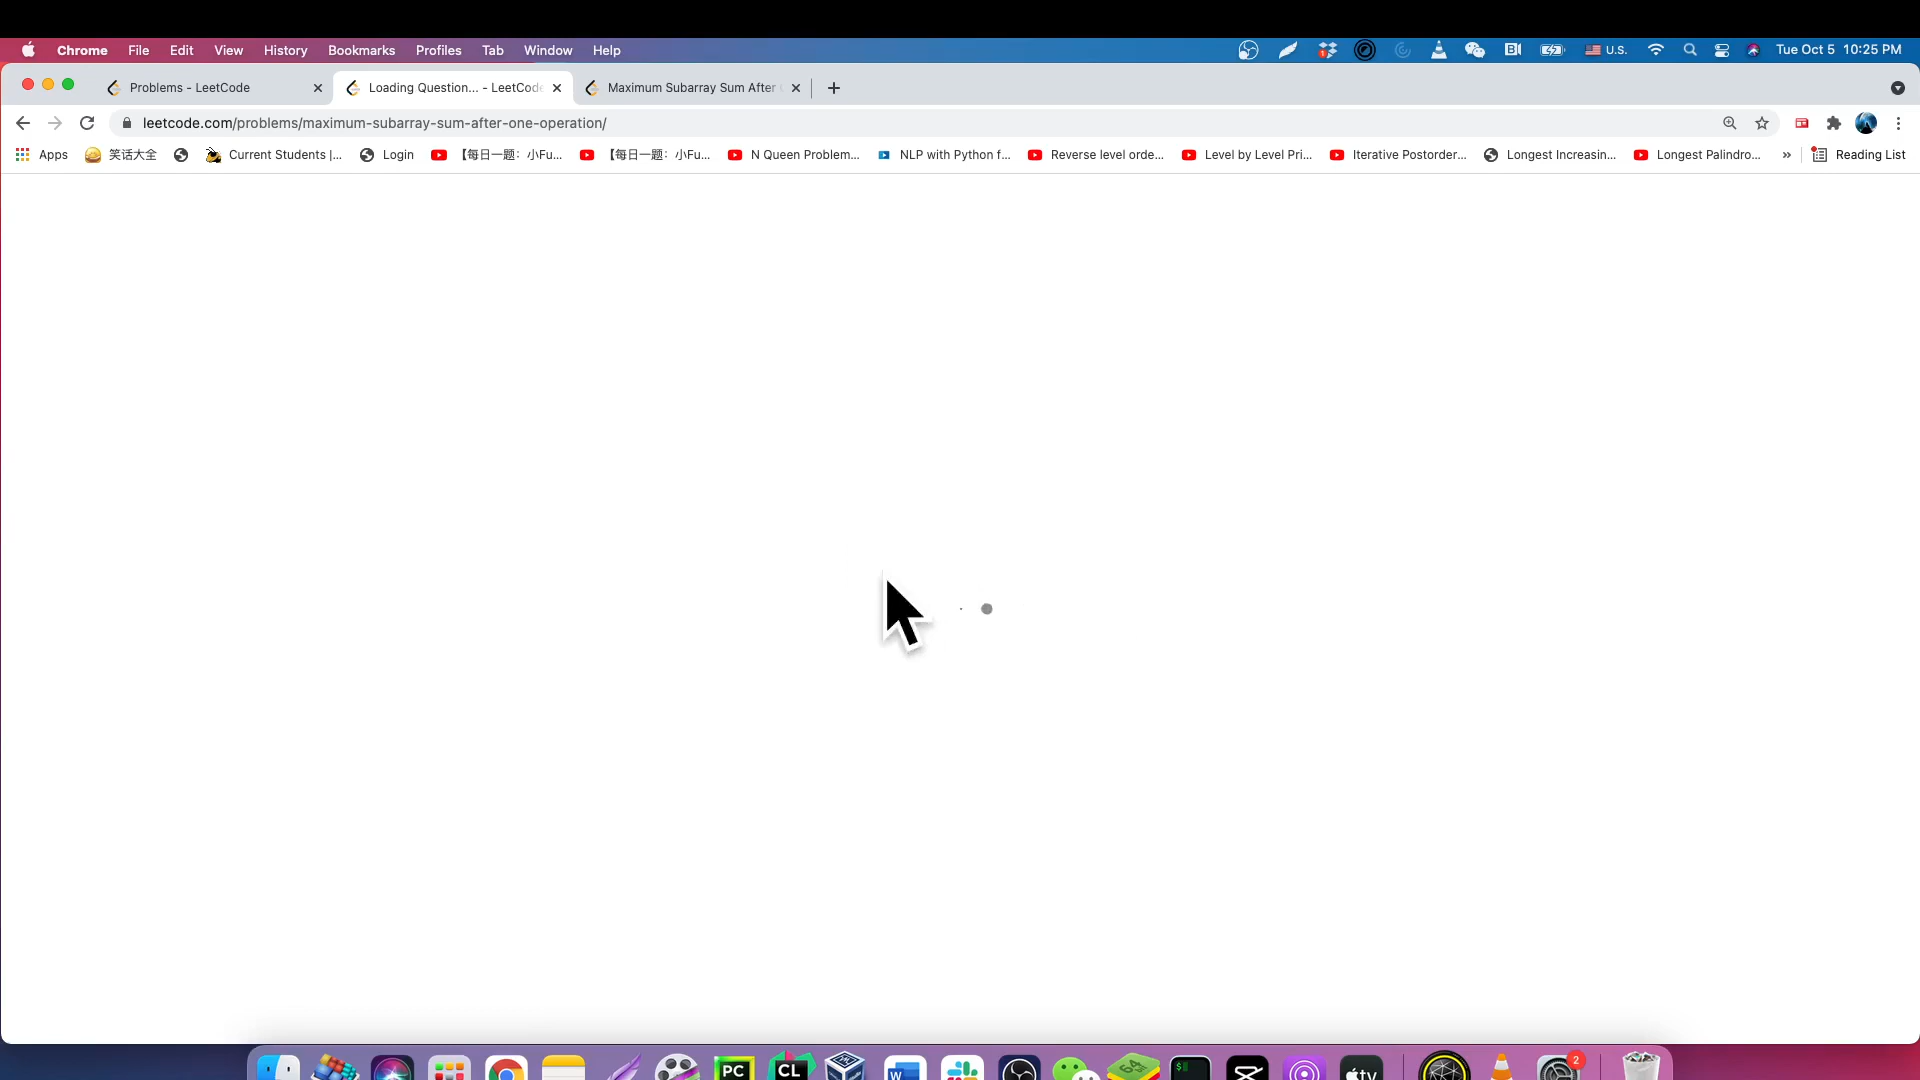 Chrome File Edit View History Bookmarks Profiles Tab Window Help U.S. Tue Oct 5 10:25 PM
Problems - LeetCode Loading Question... - LeetCode Maximum Subarray Sum After
leetcode.com/problems/maximum-subarray-sum-after-one-operation/
Apps 笑话大全 Current Students |... Login 【每日一题：小Fu... 【每日一题：小Fu... N Queen Problem... NLP with Python f... Reverse level orde... Level by Level Pri... Iterative Postorder... Longest Increasin... Longest Palindro... » Reading List
PC CL W $ tv 2